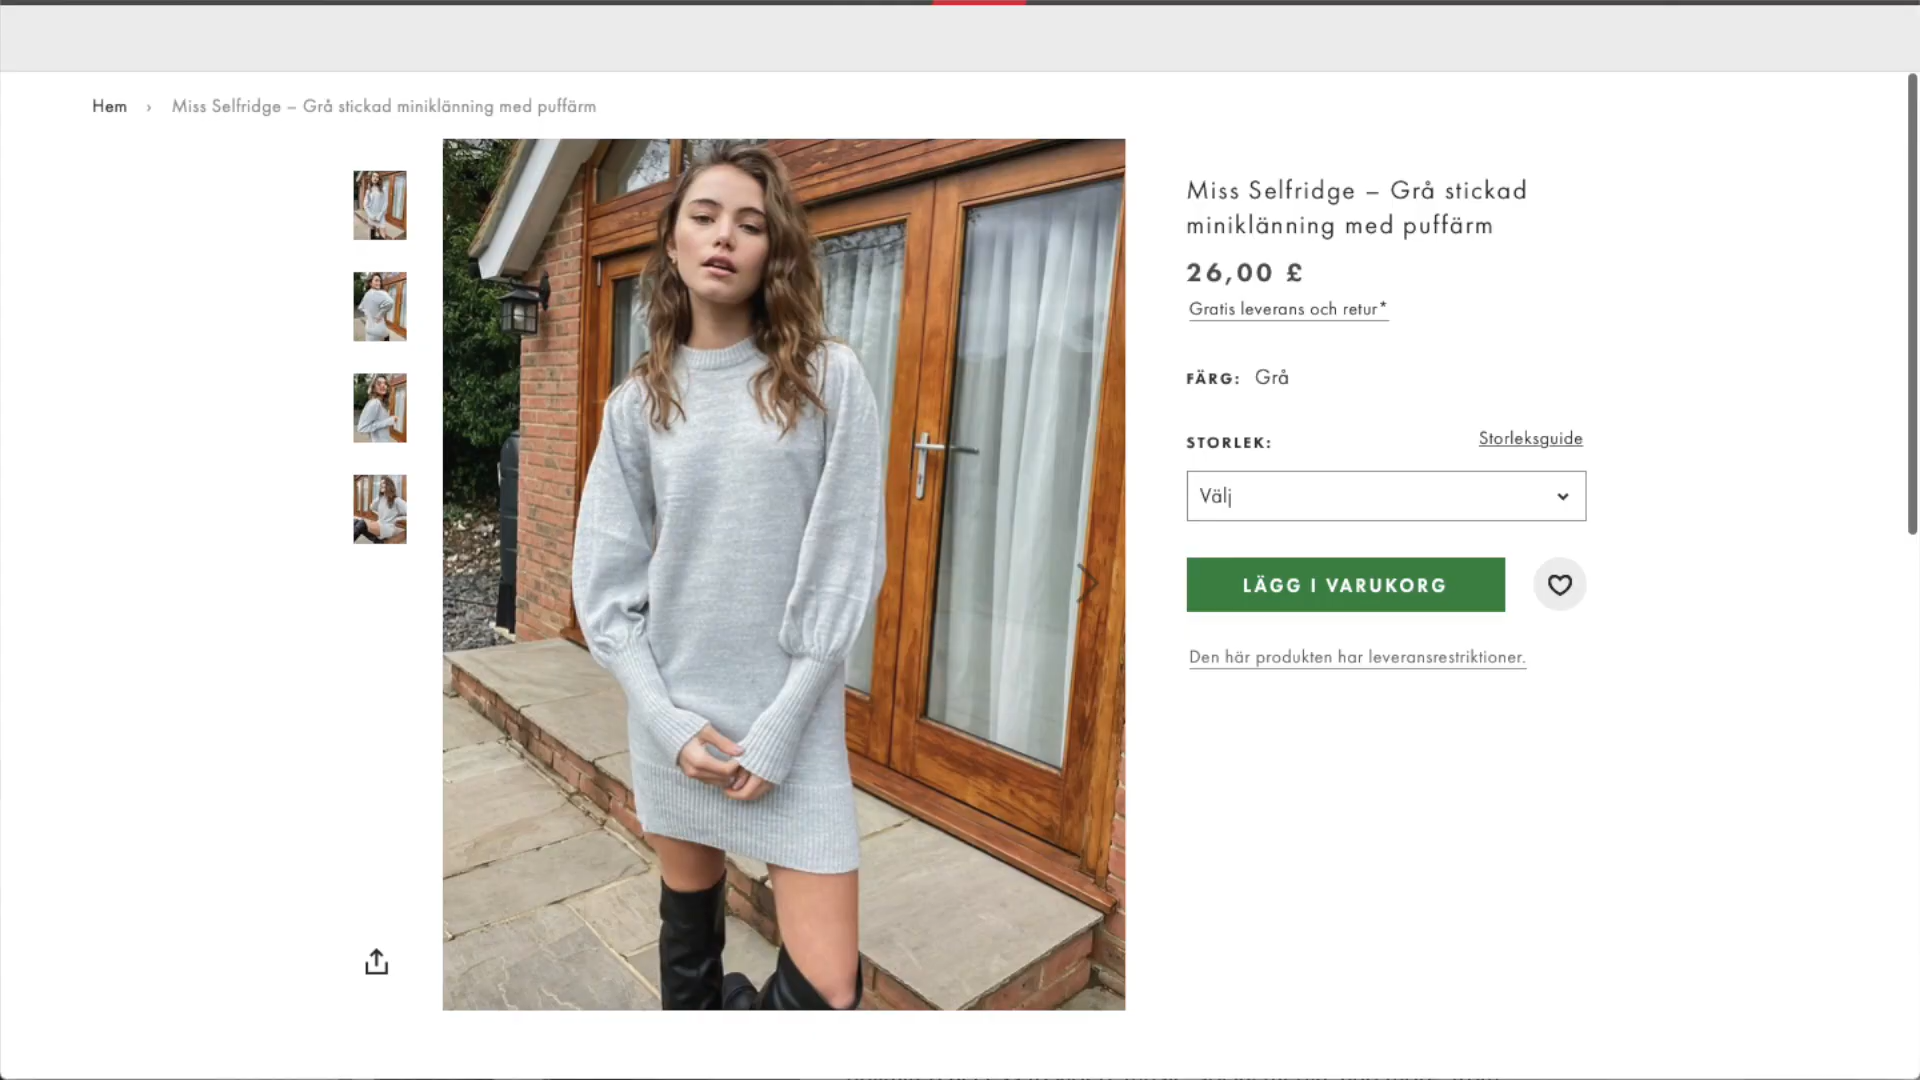 Hem › Miss Selfridge – Grå stickad miniklänning med puffärm
Miss Selfridge – Grå stickad
miniklänning med puffärm
26,00 £
Gratis leverans och retur*
FÄRG: Grå
STORLEK: Storleksguide
Välj
LÄGG I VARUKORG
Den här produkten har leveransrestriktioner.